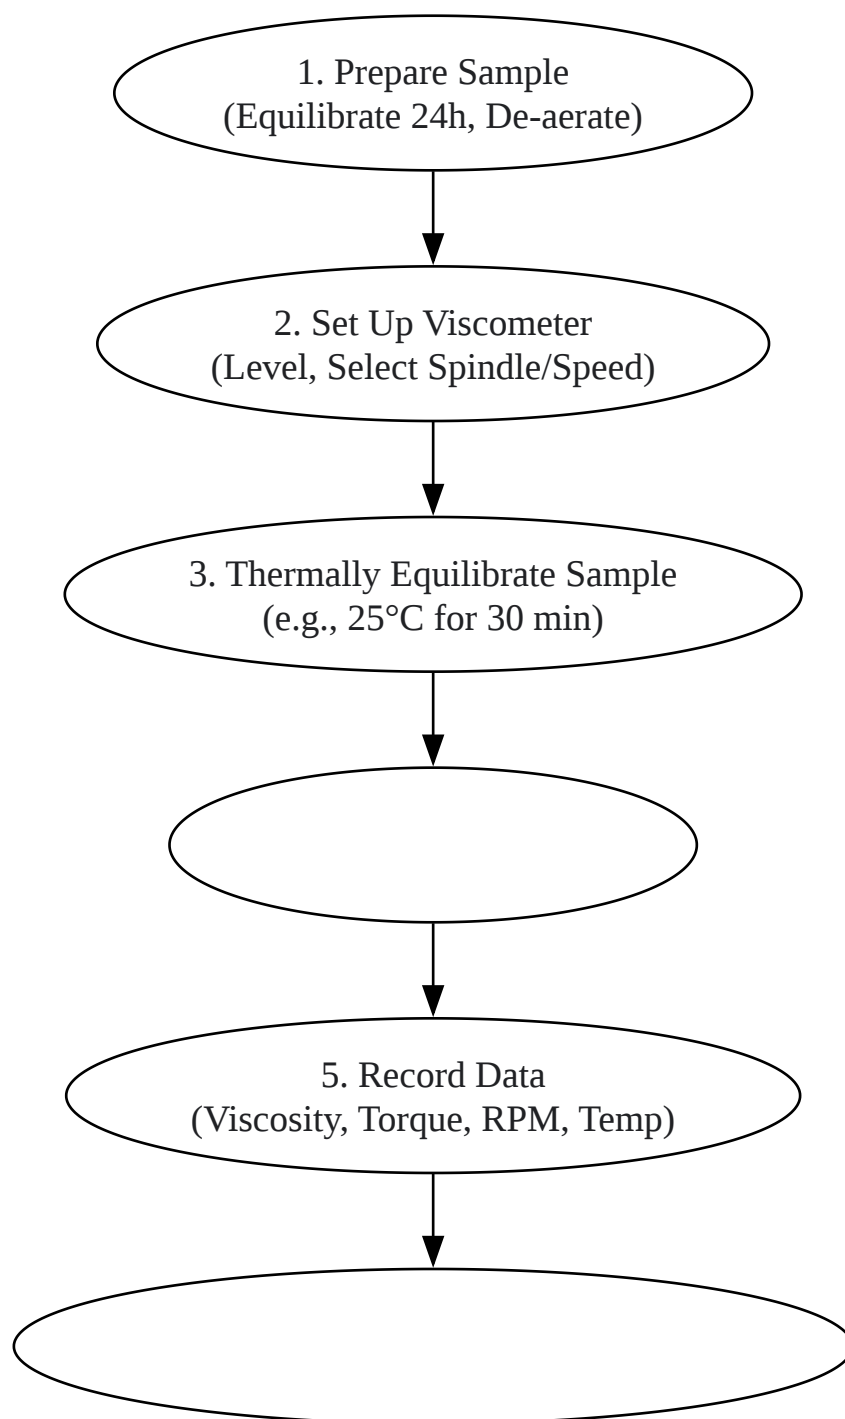 1. Prepare Sample
(Equilibrate 24h, De-aerate)
2. Set Up Viscometer
(Level, Select Spindle/Speed)
3. Thermally Equilibrate Sample
(e.g., 25°C for 30 min)
5. Record Data
(Viscosity, Torque, RPM, Temp)